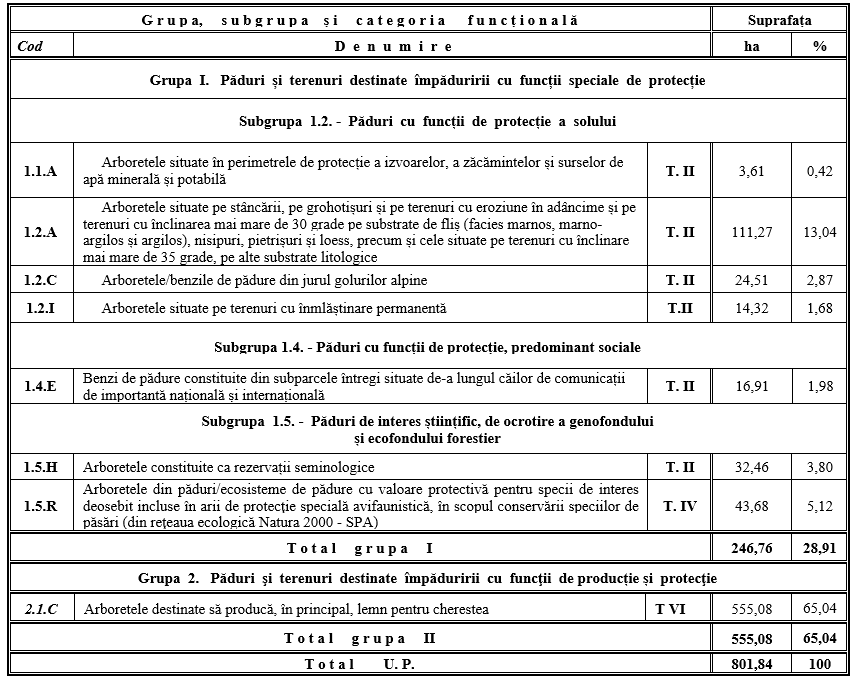 Grupa, subgrupa și categoria funcțională Suprafața
Cod Denumire ha %
Grupa I. Păduri și terenuri destinate împăduririi cu funcții speciale de protecție
Subgrupa 1.2. - Păduri cu funcții de protecție a solului
1.1.A Arboretele situate în perimetrele de protecție a izvoarelor, a zăcămintelor și surselor de
apă minerală și potabilă T. II 3,61 0,42
1.2.A Arboretele situate pe stâncării, pe grohotișuri și pe terenuri cu eroziune în adâncime și pe
terenuri cu înclinarea mai mare de 30 grade pe substrate de fliș (facies marnos, marno-
argilos și argilos), nisipuri, pietrișuri și loess, precum și cele situate pe terenuri cu înclinare
mai mare de 35 grade, pe alte substrate litologice T. II 111,27 13,04
1.2.C Arboretele/benzile de pădure din jurul golurilor alpine T. II 24,51 2,87
1.2.I Arboretele situate pe terenuri cu înmlăștinare permanentă T.II 14,32 1,68
Subgrupa 1.4. - Păduri cu funcții de protecție, predominant sociale
1.4.E Benzi de pădure constituite din subparcele întregi situate de-a lungul căilor de comunicații
de importantă națională și internațională T. II 16,91 1,98
Subgrupa 1.5. - Păduri de interes științific, de ocrotire a genofondului
și ecofondului forestier
1.5.H Arboretele constituite ca rezervații seminologice T. II 32,46 3,80
1.5.R Arboretele din păduri/ecosisteme de pădure cu valoare protectivă pentru specii de interes
deosebit incluse în arii de protecție specială avifaunistică, în scopul conservării speciilor de
păsări (din rețeaua ecologică Natura 2000 - SPA) T. IV 43,68 5,12
Total grupa I 246,76 28,91
Grupa 2. Păduri și terenuri destinate împăduririi cu funcții de producție și protecție
2.1.C Arboretele destinate să producă, în principal, lemn pentru cherestea T VI 555,08 65,04
Total grupa II 555,08 65,04
Total U.P. 801,84 100